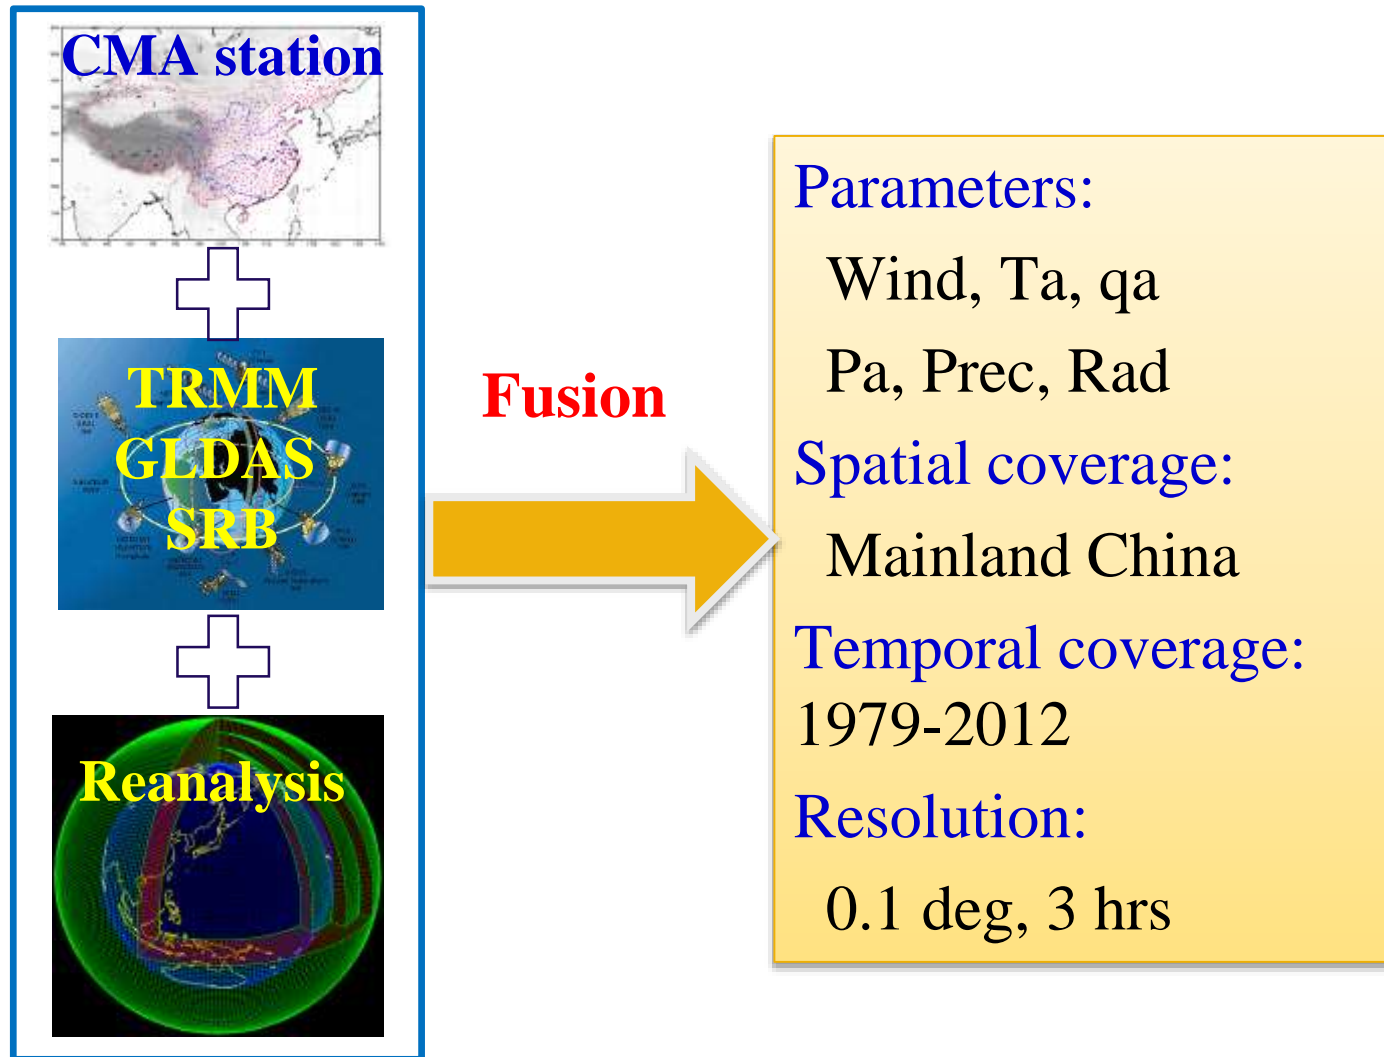 CMA station
TRMM
GLDAS
SRB
Reanalysis
Fusion
Parameters:
Wind, Ta, qa
Pa, Prec, Rad
Spatial coverage:
Mainland China
Temporal coverage:
1979-2012
Resolution:
0.1 deg, 3 hrs